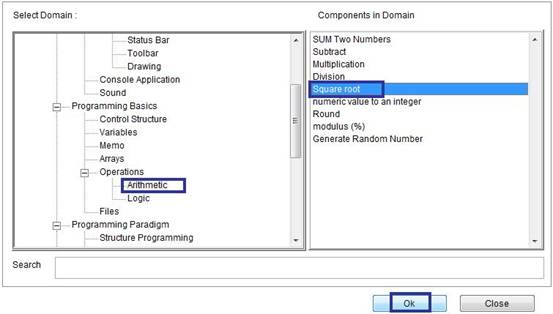 Select Domain :
Status Bar
Toolbar
Drawing
Console Application
Sound
Programming Basics
Control Structure
Variables
Memo
Arrays
Operations
Arithmetic
Logic
Files
Programming Paradigm
Structure Programming
Components in Domain
SUM Two Numbers
Subtract
Multiplication
Division
Square root
numeric value to an integer
Round
modulus (%)
Generate Random Number
Search
Ok
Close